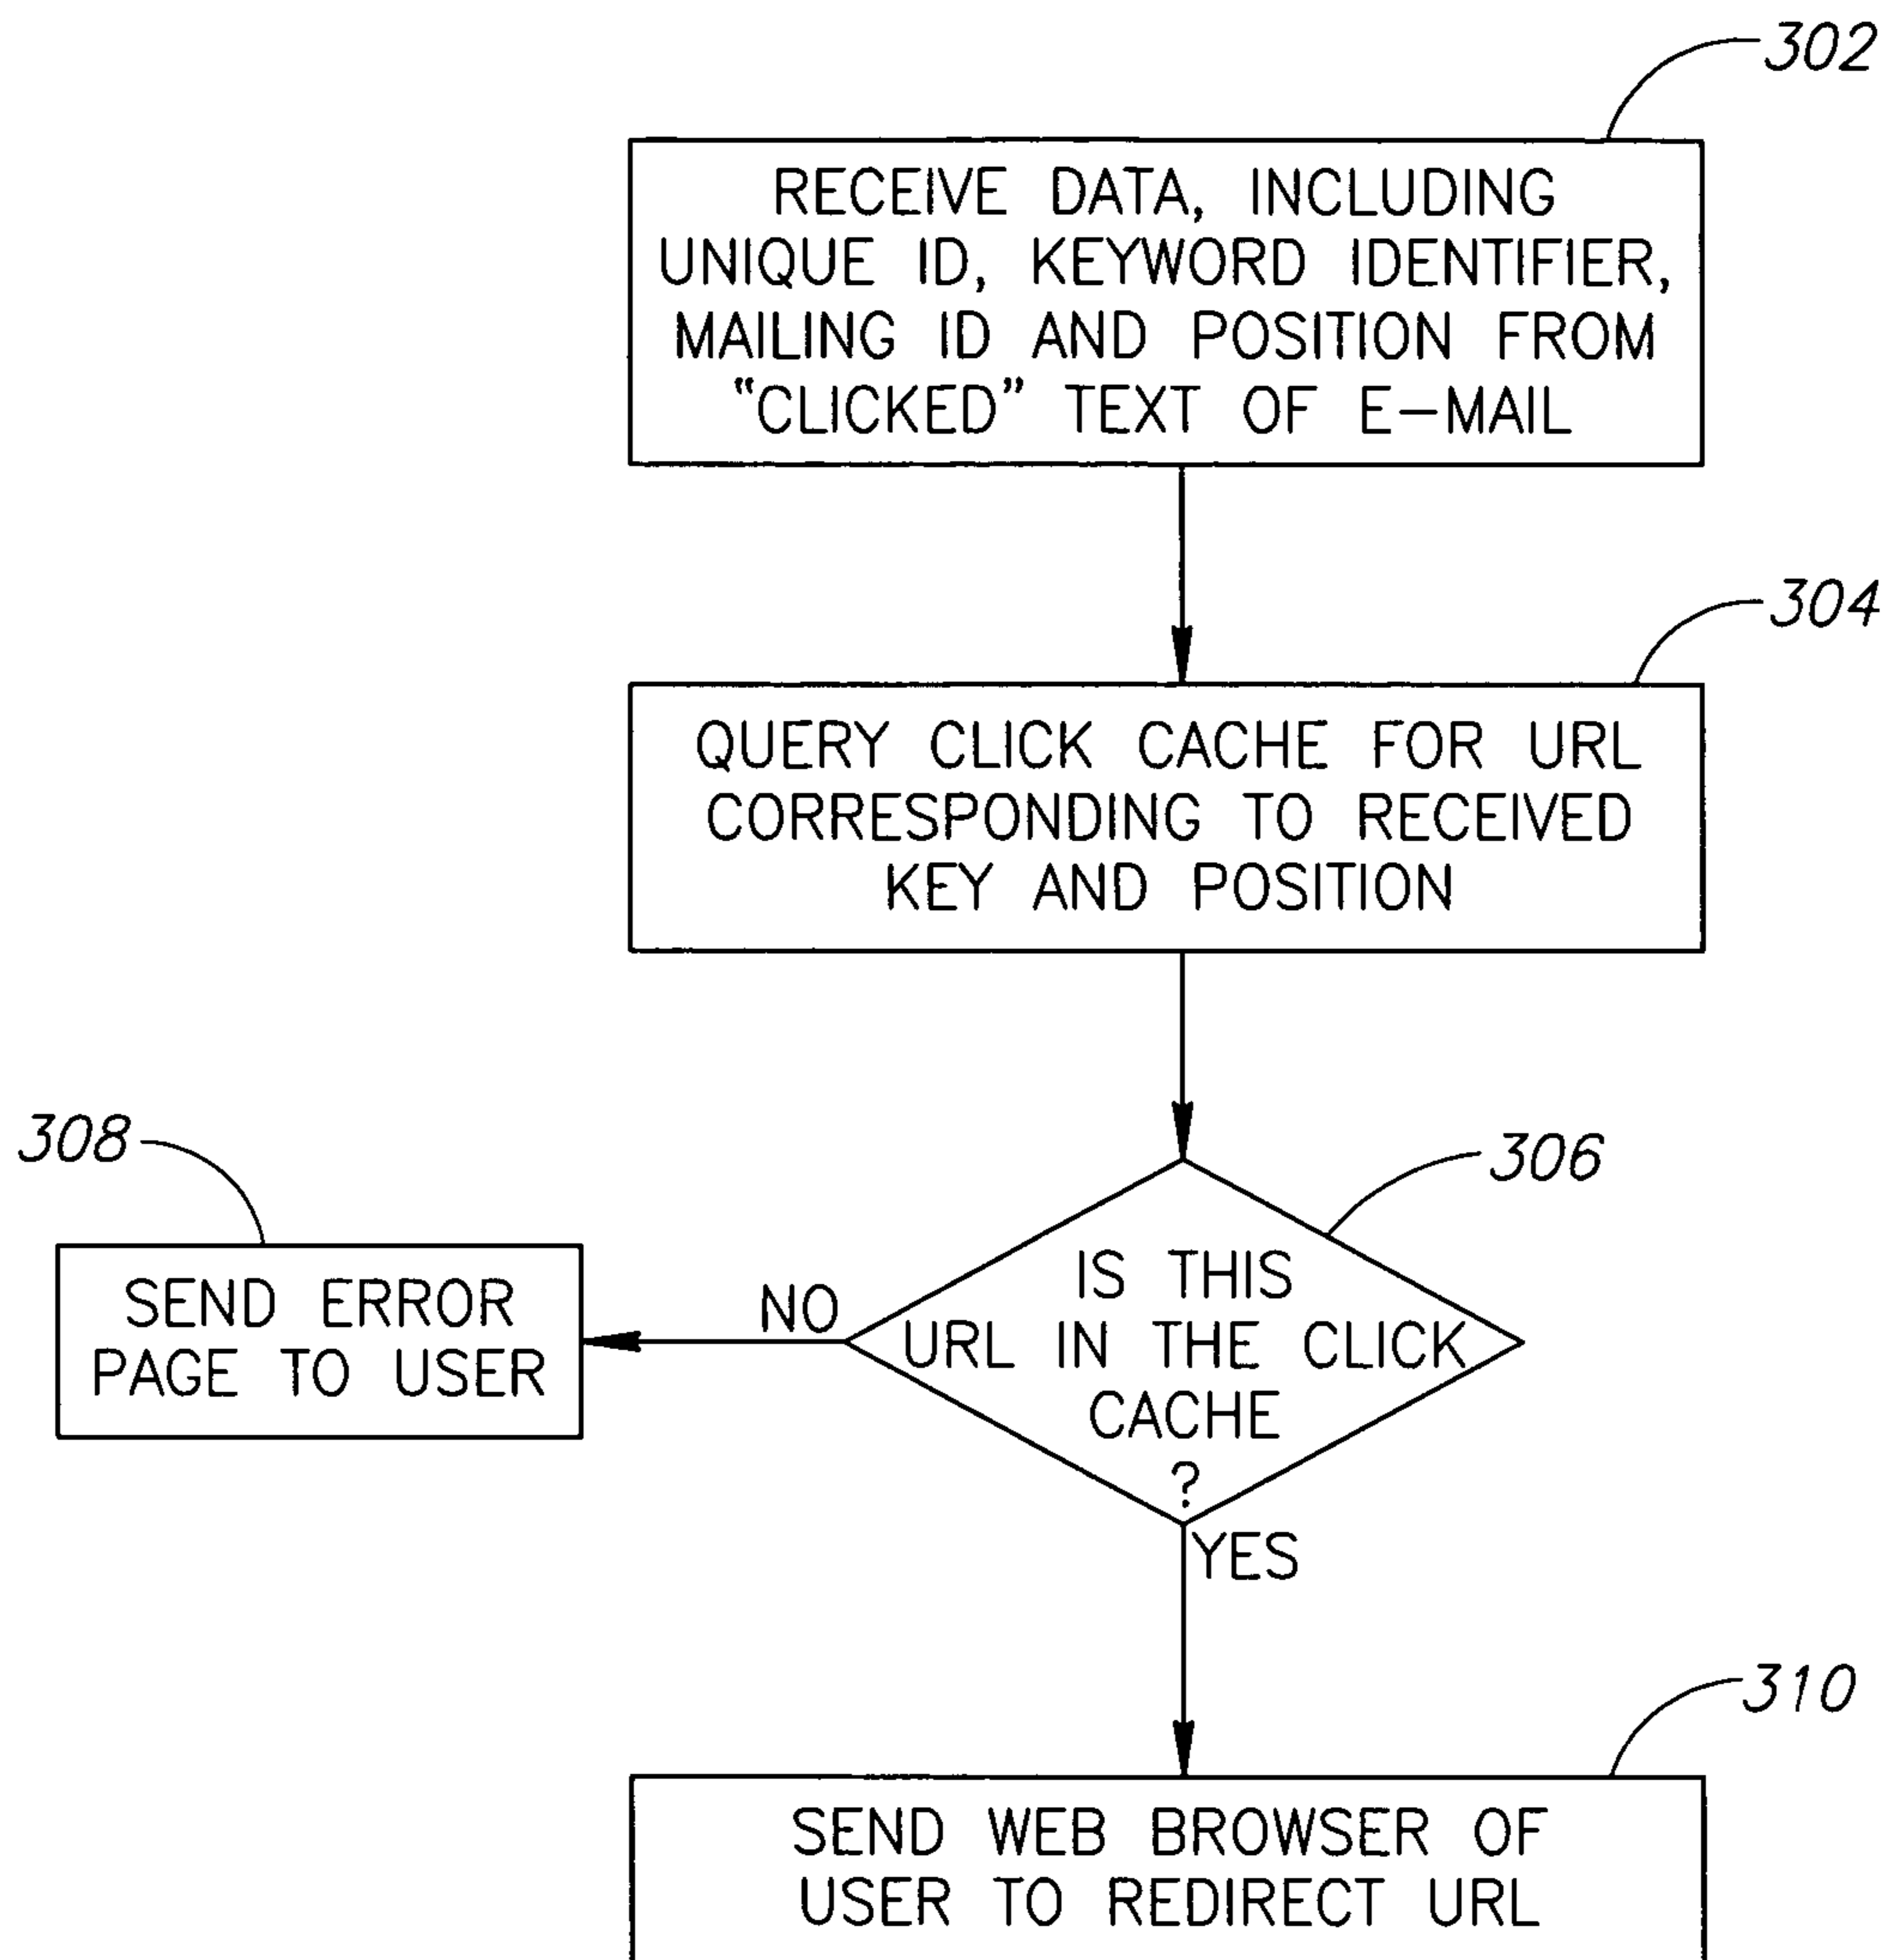 302
RECEIVE DATA, INCLUDING
UNIQUE ID, KEYWORD IDENTIFIER,
MAILING ID AND POSITION FROM
“CLICKED” TEXT OF E–MAIL
304
QUERY CLICK CACHE FOR URL
CORRESPONDING TO RECEIVED
KEY AND POSITION
306
IS THIS
URL IN THE CLICK
CACHE
?
NO
308
SEND ERROR
PAGE TO USER
YES
310
SEND WEB BROWSER OF
USER TO REDIRECT URL